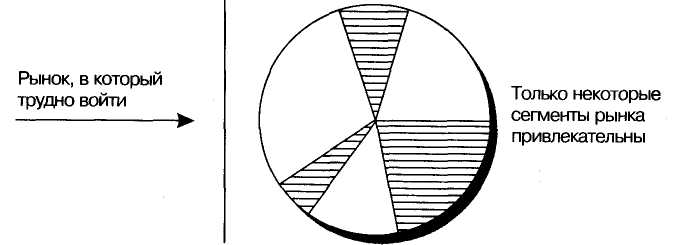 Рынок, в который
трудно войти
Только некоторые
сегменты рынка
привлекательны